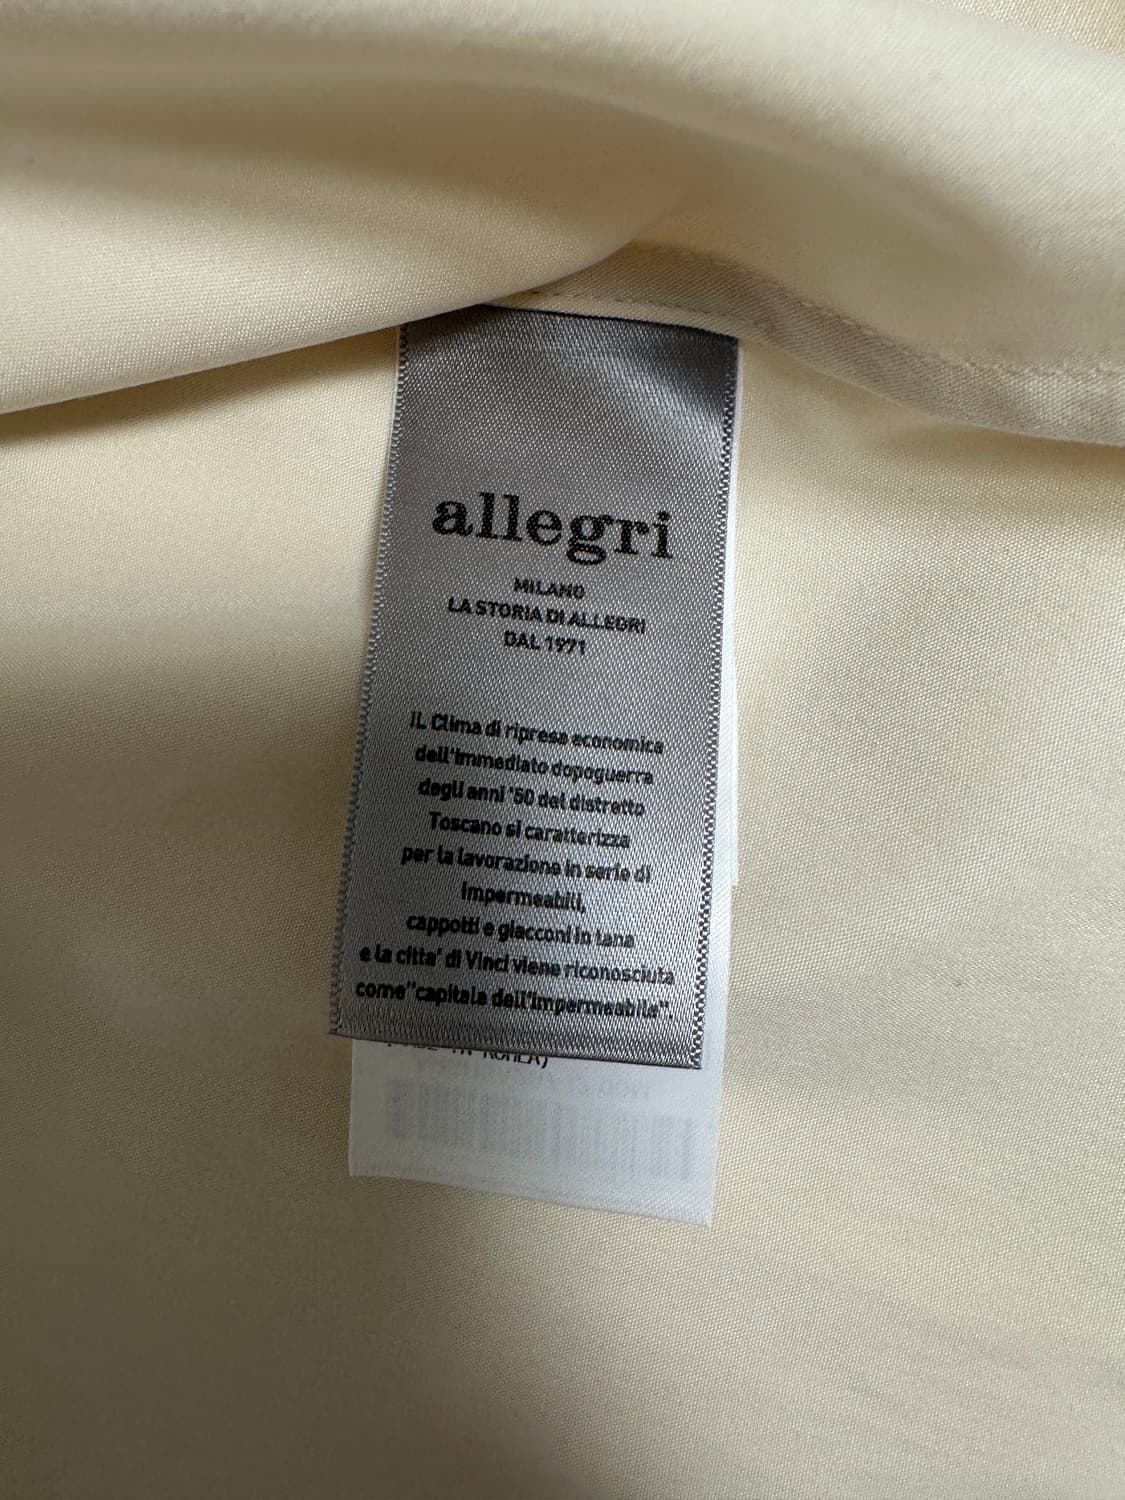 allegri
MILANO
LA STORIA DI ALLEGRI
DAL 1971
IL Clima di ripresa economica
dell'immediato dopoguerra
degli anni '50 del distretto
Toscano si caratterizza
per la lavorazione in serie di
impermeabili,
cappotti e giacconi in lana
e la citta' di Vinci viene riconosciuta
come"capitale dell'impermeabile".
IN KOREA)